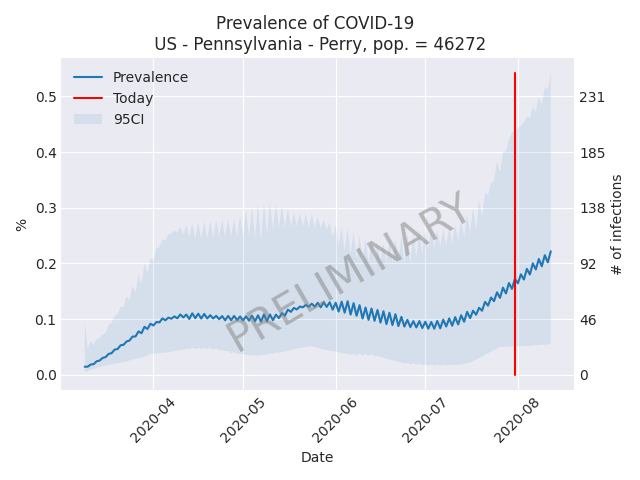 Prevalence of COVID-19
US - Pennsylvania - Perry, pop. = 46272
Prevalence
Today
95CI
0.5
0.4
0.3
0.2
0.1
0.0
%
231
185
138
92
46
0
# of infections
PRELIMINARY
2020-04
2020-05
2020-06
2020-07
2020-08
Date